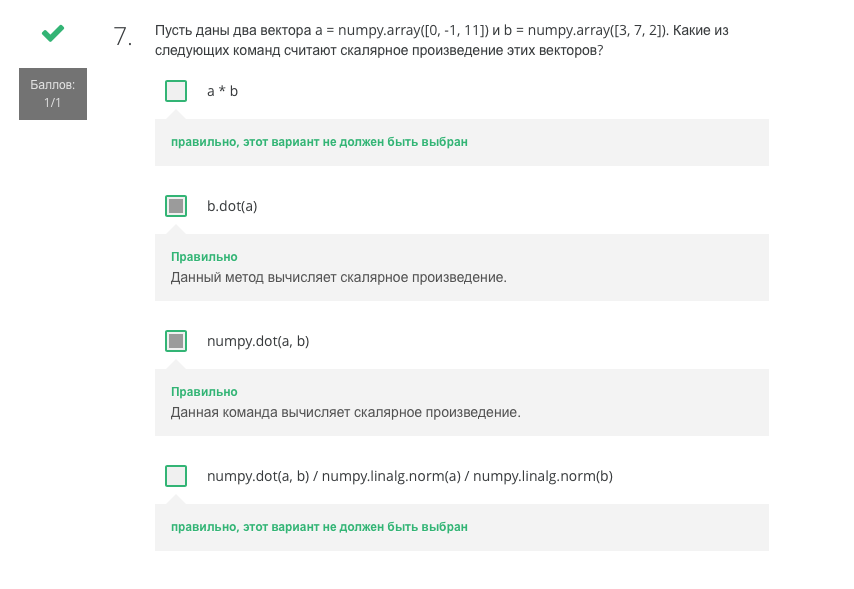 7.
Пусть даны два вектора a = numpy.array([0, -1, 11]) и b = numpy.array([3, 7, 2]). Какие из
следующих команд считают скалярное произведение этих векторов?
Баллов:
1/1
a * b
правильно, этот вариант не должен быть выбран
b.dot(a)
Правильно
Данный метод вычисляет скалярное произведение.
numpy.dot(a, b)
Правильно
Данная команда вычисляет скалярное произведение.
numpy.dot(a, b) / numpy.linalg.norm(a) / numpy.linalg.norm(b)
правильно, этот вариант не должен быть выбран